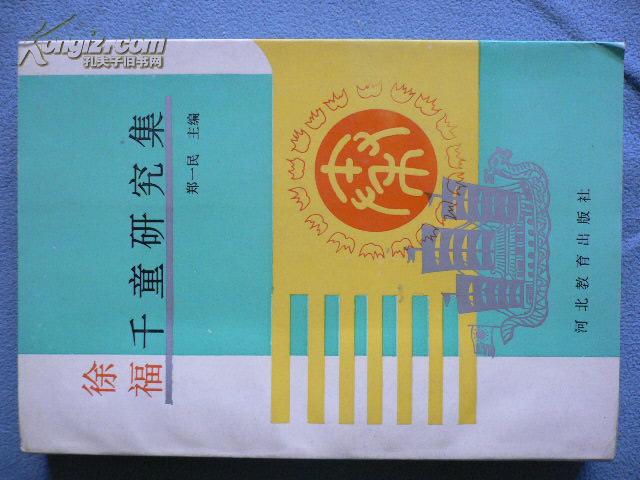 Kongfz.com
孔夫子旧书网
徐福千童研究集
郑一民 主编
河北教育出版社